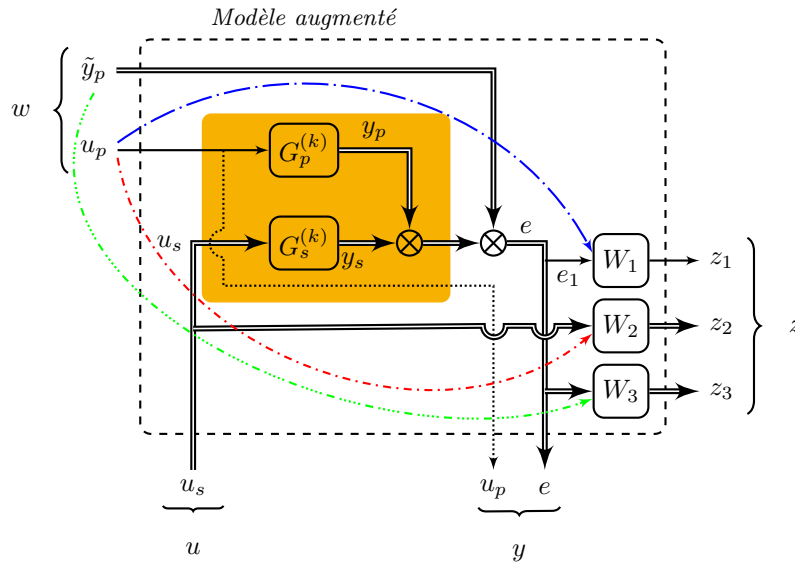 Modèle augmenté
w
ỹ_p
u_p
G_p^{(k)}
y_p
u_s
G_s^{(k)}
y_s
e
e_1
W_1
z_1
W_2
z_2
W_3
z_3
z
u_s
u_p
e
u
y